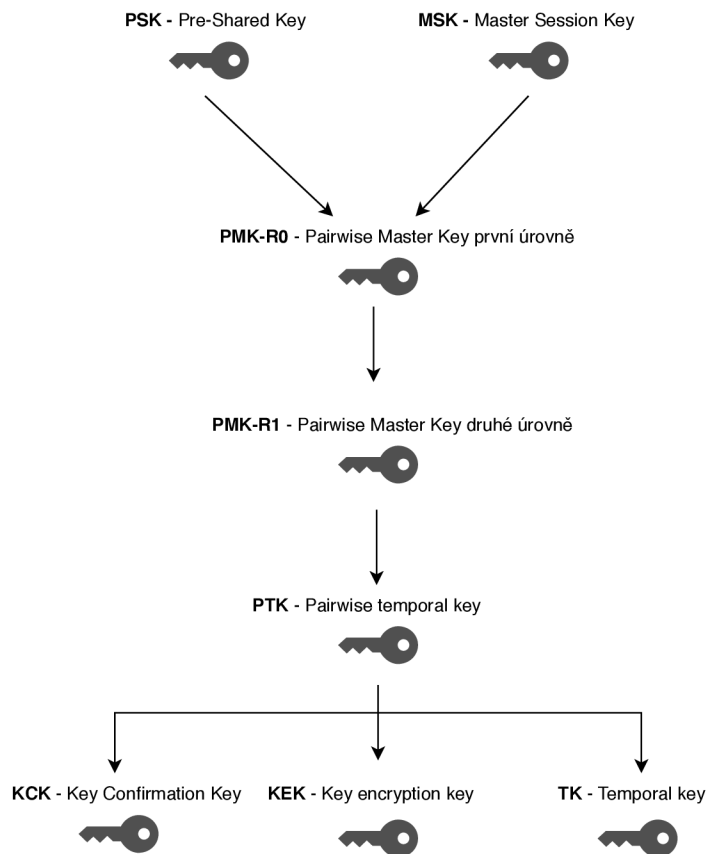 PSK - Pre-Shared Key
MSK - Master Session Key
PMK-R0 - Pairwise Master Key první úrovně
PMK-R1 - Pairwise Master Key druhé úrovně
PTK - Pairwise temporal key
KCK - Key Confirmation Key
KEK - Key encryption key
TK - Temporal key